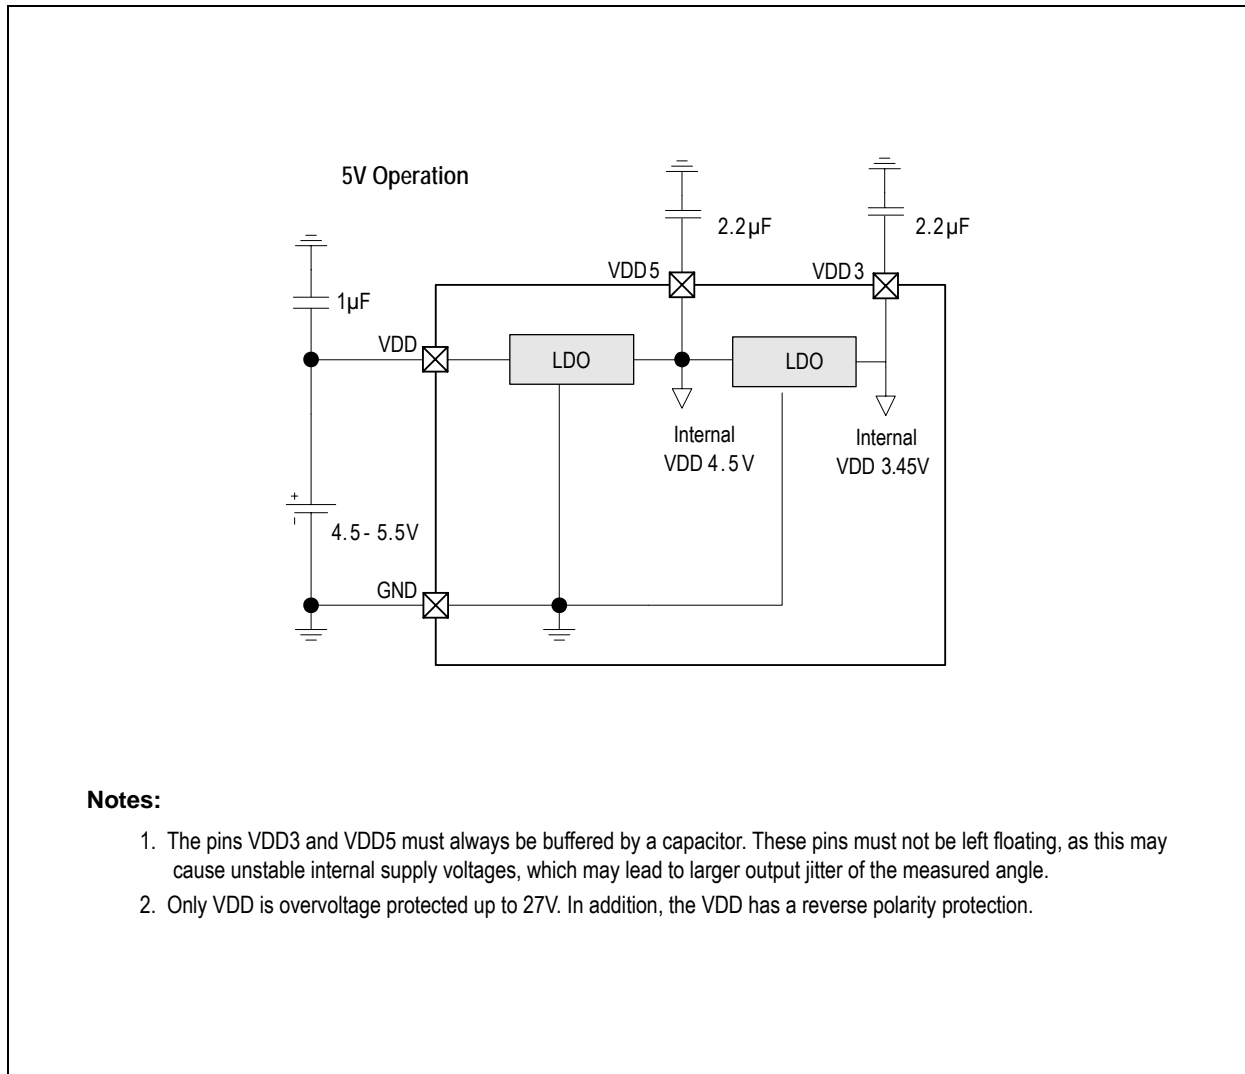 5V Operation
2.2µF
2.2µF
VDD5
VDD3
1µF
VDD
LDO
LDO
Internal
VDD 4.5V
Internal
VDD 3.45V
+
-
4.5- 5.5V
GND
Notes:
1. The pins VDD3 and VDD5 must always be buffered by a capacitor. These pins must not be left floating, as this may
cause unstable internal supply voltages, which may lead to larger output jitter of the measured angle.
2. Only VDD is overvoltage protected up to 27V. In addition, the VDD has a reverse polarity protection.